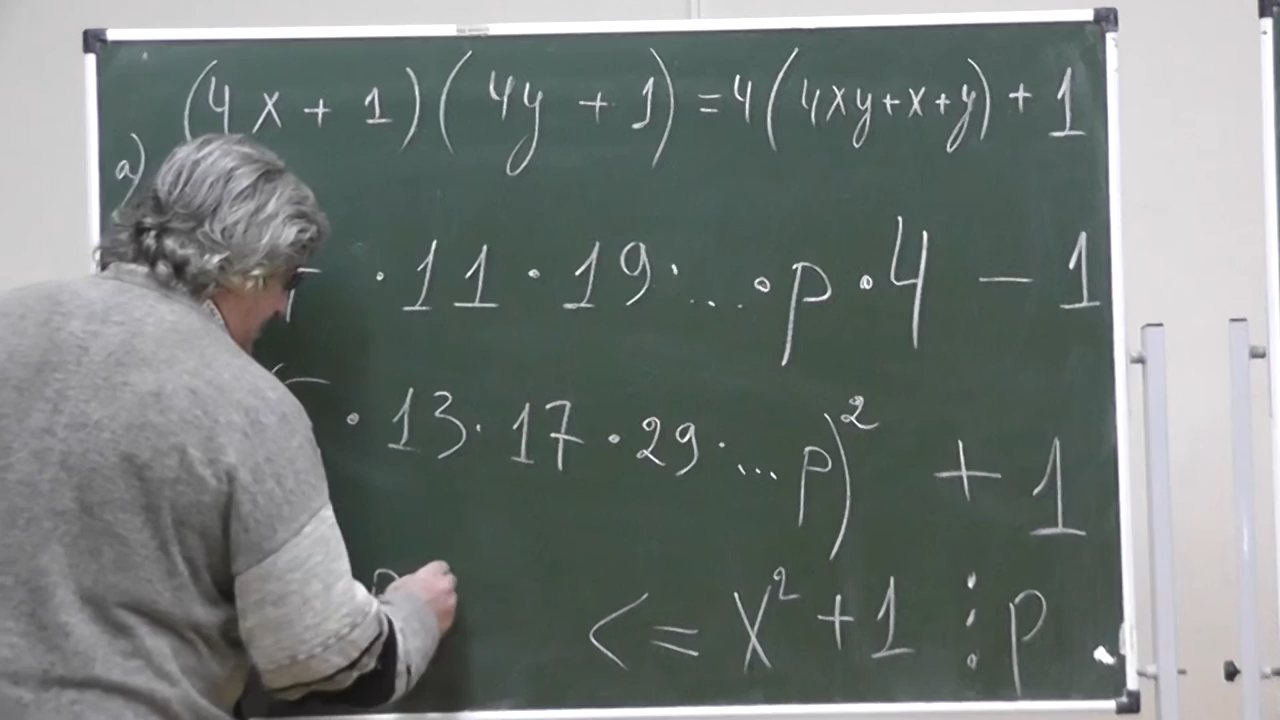 (4x + 1)(4y + 1) = 4(4xy+x+y) + 1
a)
· 11 · 19 · ... · p · 4 − 1
· 13 · 17 · 29 · ... p)² + 1
p
<= x² + 1 ⋮ p